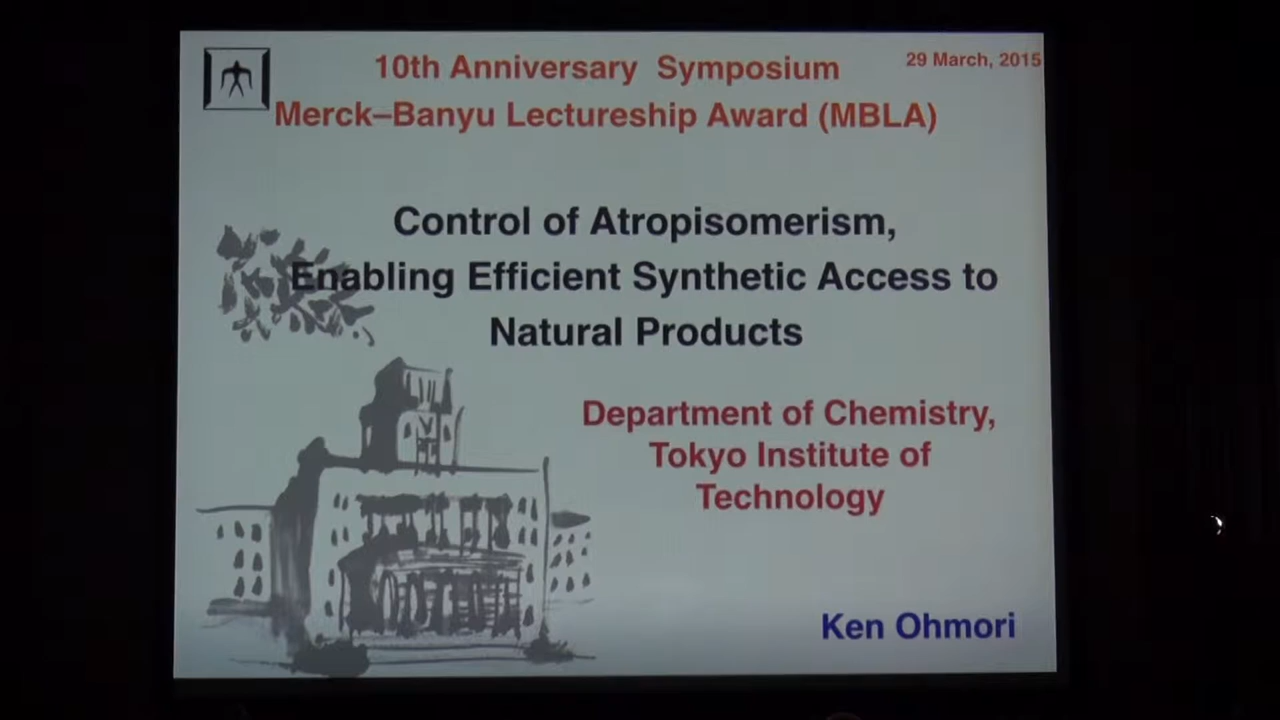 10th Anniversary Symposium
29 March, 2015
Merck–Banyu Lectureship Award (MBLA)
Control of Atropisomerism,
Enabling Efficient Synthetic Access to
Natural Products
Department of Chemistry,
Tokyo Institute of
Technology
Ken Ohmori